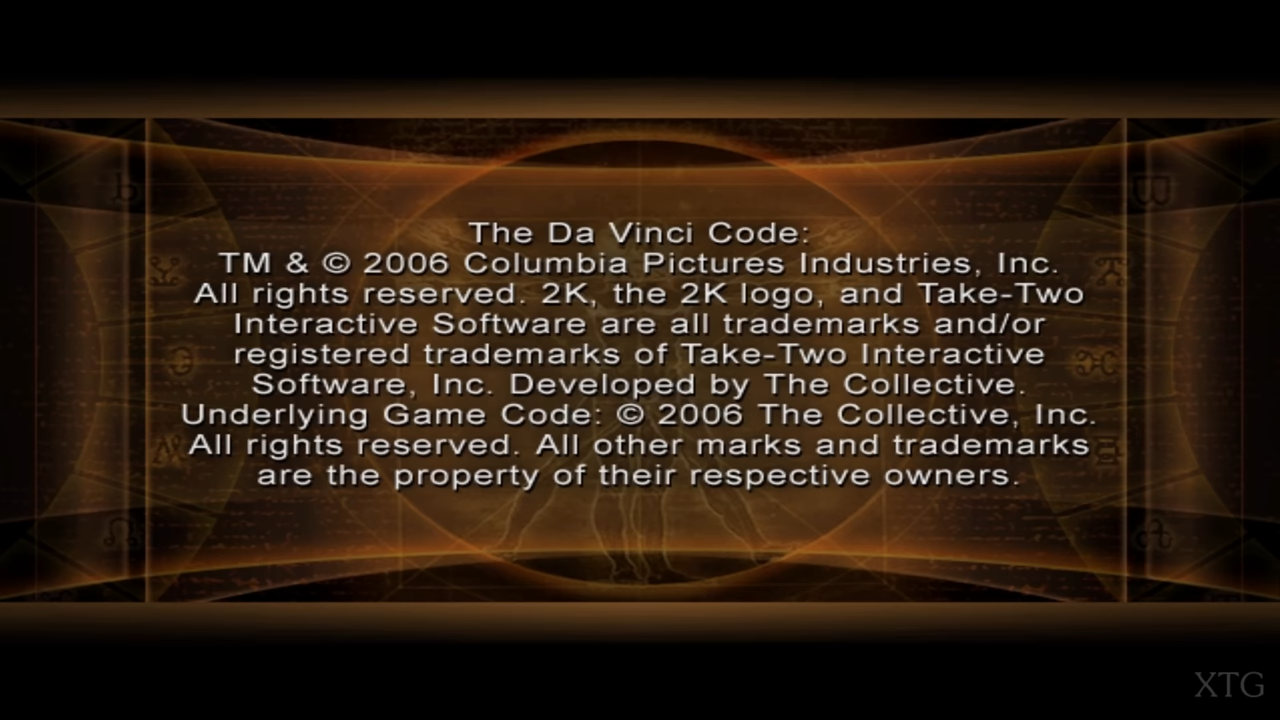 The Da Vinci Code:
TM & © 2006 Columbia Pictures Industries, Inc.
All rights reserved. 2K, the 2K logo, and Take-Two
Interactive Software are all trademarks and/or
registered trademarks of Take-Two Interactive
Software, Inc. Developed by The Collective.
Underlying Game Code: © 2006 The Collective, Inc.
All rights reserved. All other marks and trademarks
are the property of their respective owners.
XTG